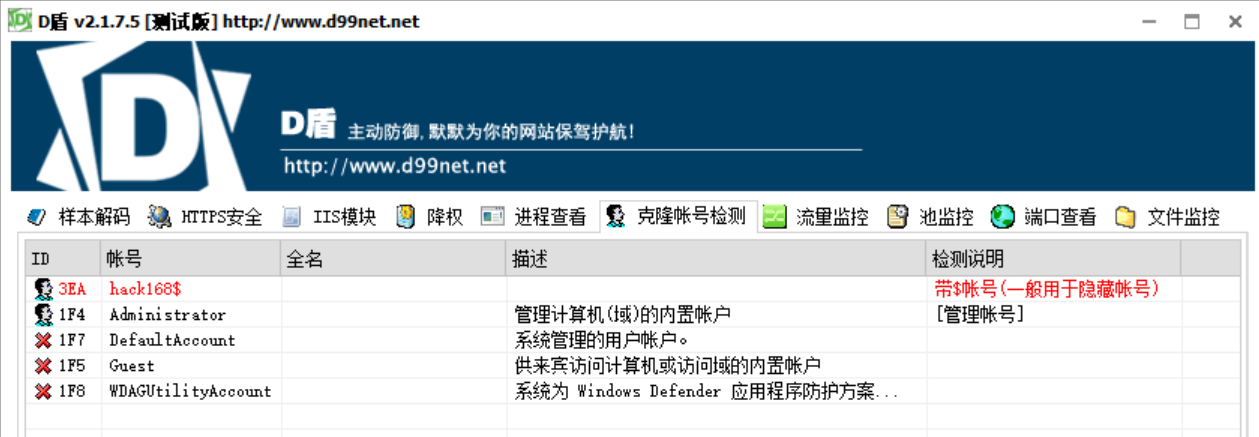 D盾 v2.1.7.5 [测试版] http://www.d99net.net
D盾 主动防御,默默为你的网站保驾护航!
http://www.d99net.net
样本解码 HTTPS安全 IIS模块 降权 进程查看 克隆帐号检测 流里监控 池监控 端口查看 文件监控
ID 帐号 全名 描述 检测说明
3EA hack168$ 带$帐号(一般用于隐藏帐号)
1F4 Administrator 管理计算机(域)的内置帐户 [管理帐号]
1F7 DefaultAccount 系统管理的用户帐户。
1F5 Guest 供来宾访问计算机或访问域的内置帐户
1F8 WDAGUtilityAccount 系统为 Windows Defender 应用程序防护方案...